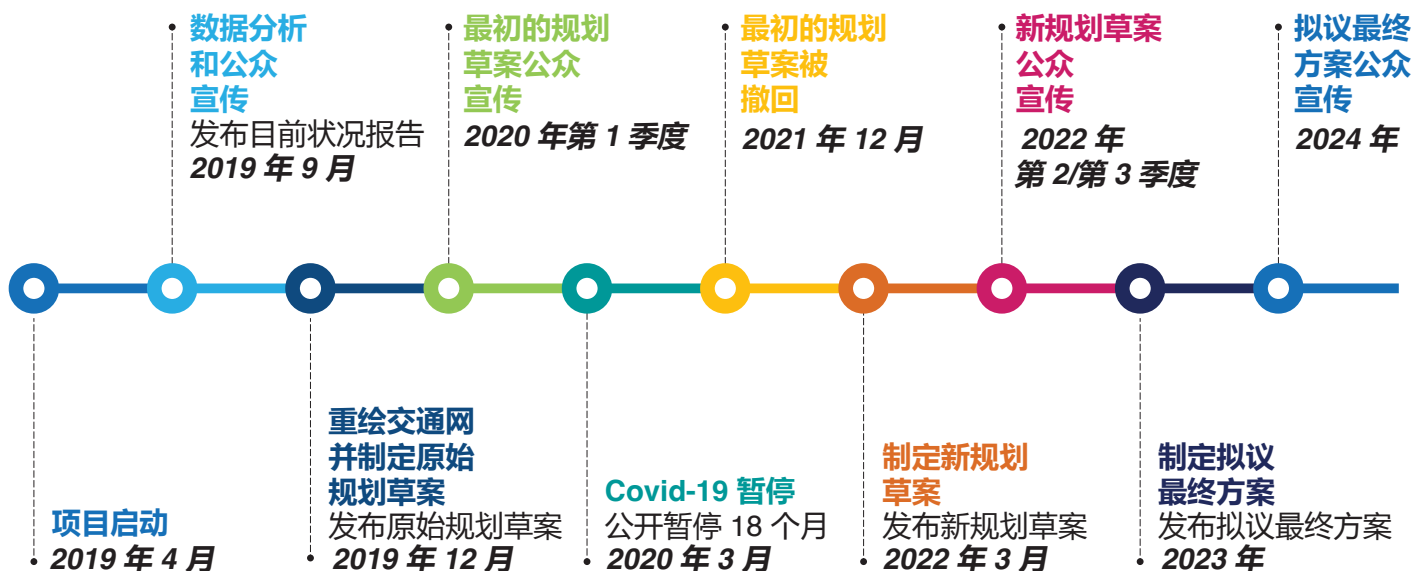 数据分析
和公众
宣传
发布目前状况报告
2019 年 9 月
最初的规划
草案公众
宣传
2020 年第 1 季度
最初的规划
草案被
撤回
2021 年 12 月
新规划草案
公众
宣传
2022 年
第 2/第 3 季度
拟议最终
方案公众
宣传
2024 年
项目启动
2019 年 4 月
重绘交通网
并制定原始
规划草案
发布原始规划草案
2019 年 12 月
Covid-19 暂停
公开暂停 18 个月
2020 年 3 月
制定新规划
草案
发布新规划草案
2022 年 3 月
制定拟议
最终方案
发布拟议最终方案
2023 年